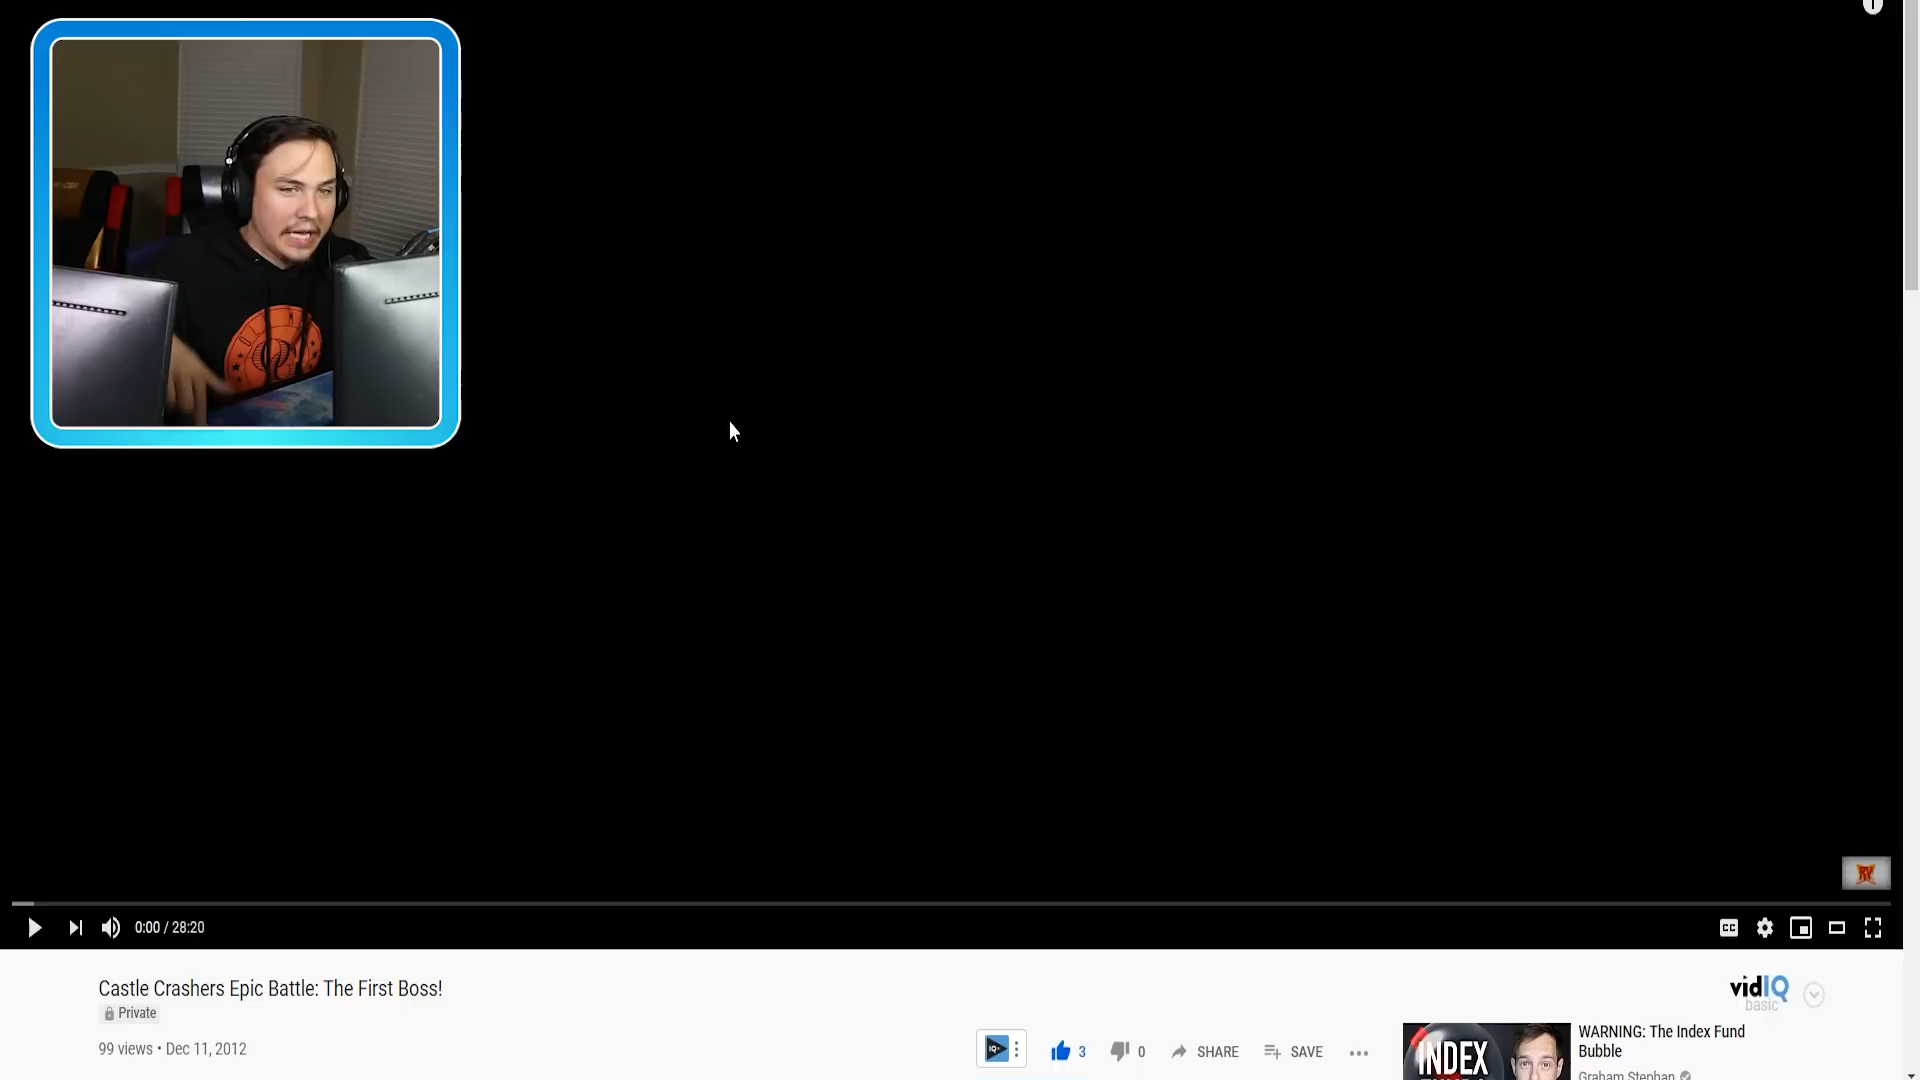 0:00 / 28:20
CC
Castle Crashers Epic Battle: The First Boss!
Private
99 views • Dec 11, 2012
3
0
SHARE
SAVE
vidIQ
basic
INDEX
WARNING: The Index Fund
Bubble
Graham Stephan